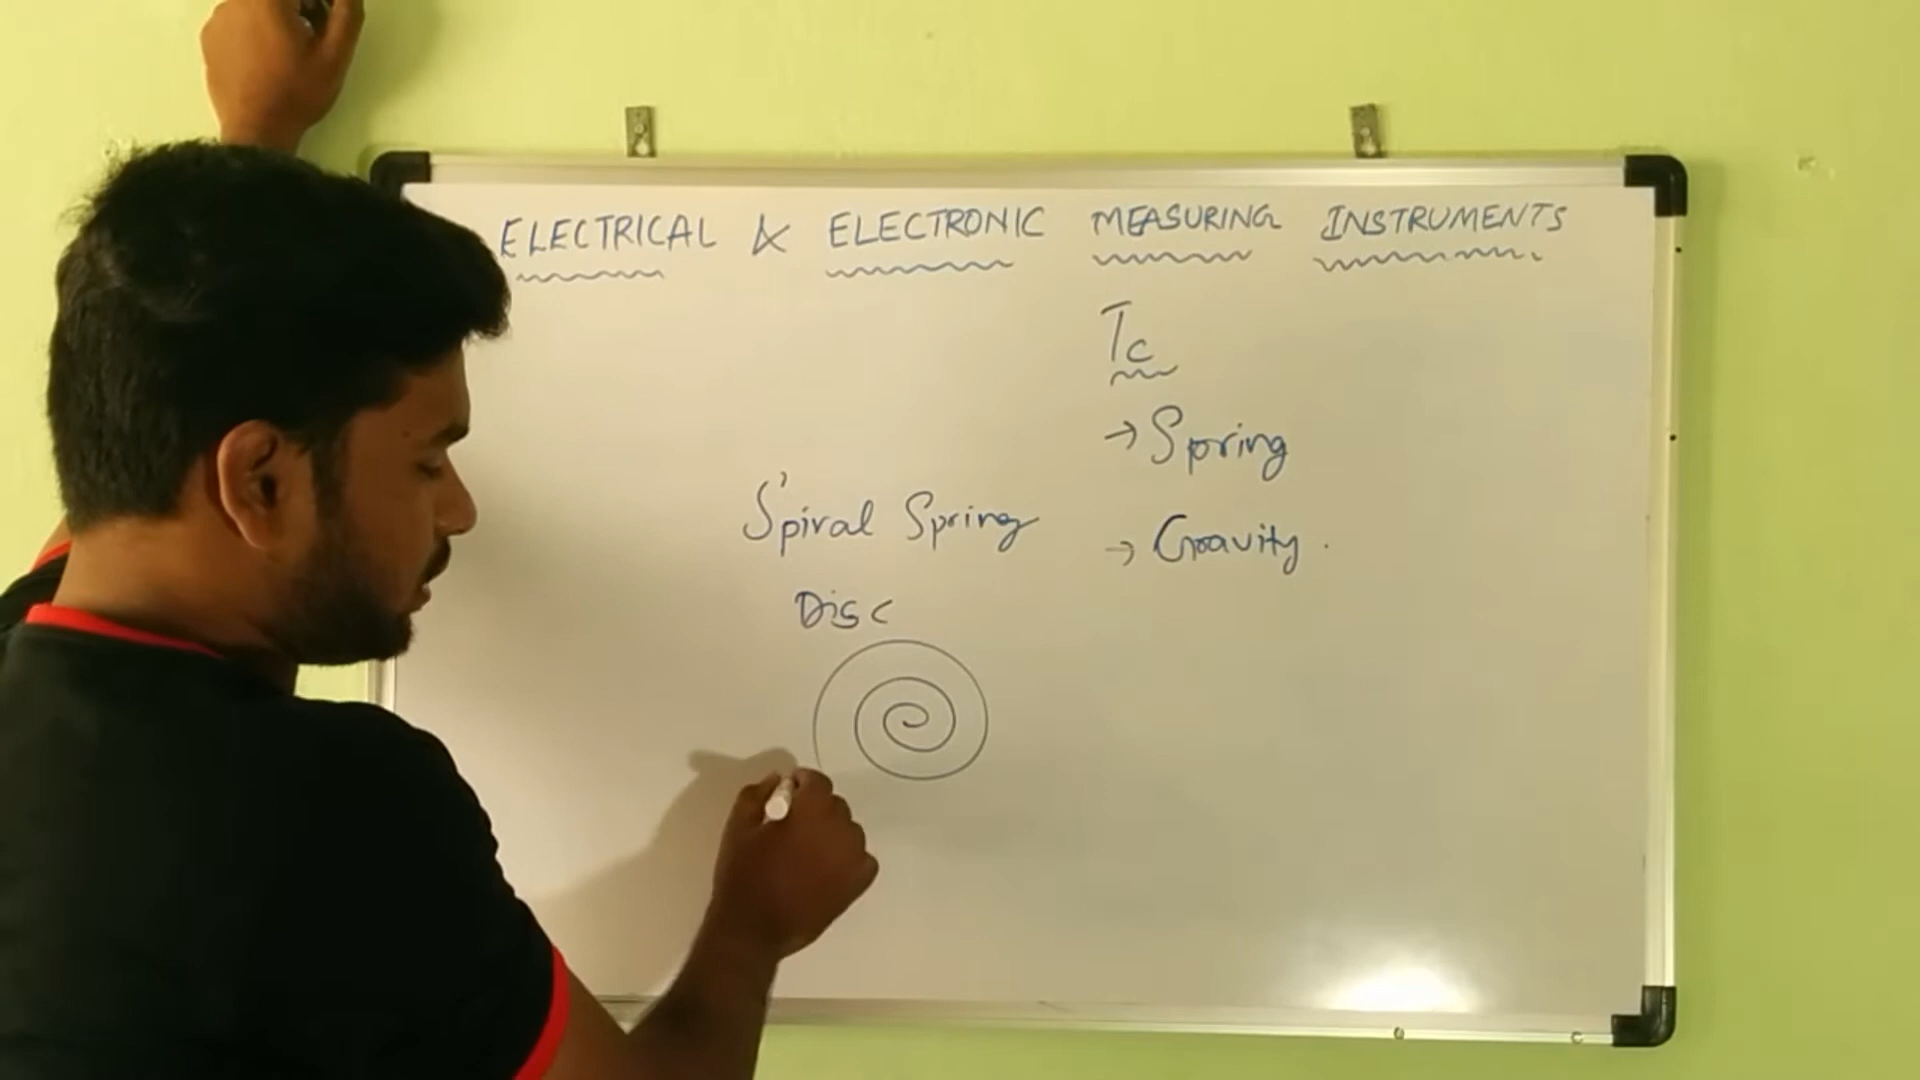 ELECTRICAL & ELECTRONIC MEASURING INSTRUMENTS
Tc
→ Spring
Spiral Spring
→ Gravity.
Disc